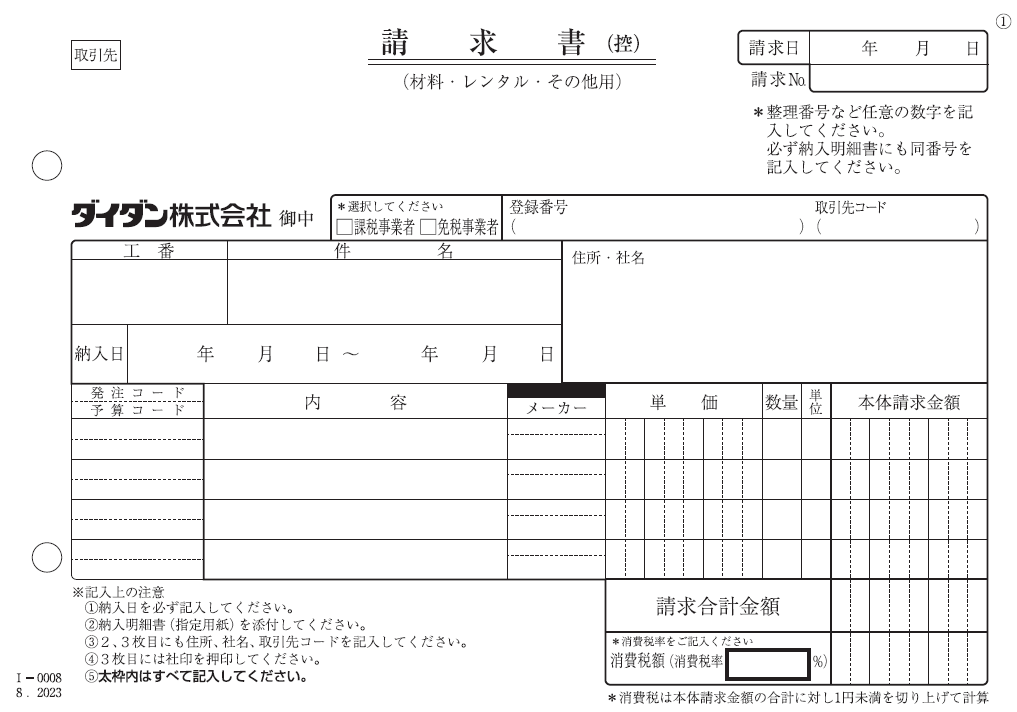 ①
取引先
請求書(控)
(材料・レンタル・その他用)
請求日 年 月 日
請求No.
*整理番号など任意の数字を記
入してください。
必ず納入明細書にも同番号を
記入してください。
ダイダン株式会社 御中
*選択してください
□課税事業者 □免税事業者
登録番号
( )
取引先コード
( )
工番
件名
住所・社名
納入日 年 月 日 ~ 年 月 日
発注コード
予算コード
内容
メーカー
単価
数量
単位
本体請求金額
請求合計金額
*消費税率をご記入ください
消費税額(消費税率 %)
*消費税は本体請求金額の合計に対し1円未満を切り上げて計算
※記入上の注意
①納入日を必ず記入してください。
②納入明細書(指定用紙)を添付してください。
③2、3枚目にも住所、社名、取引先コードを記入してください。
④3枚目には社印を押印してください。
⑤太枠内はすべて記入してください。
I-0008
8. 2023